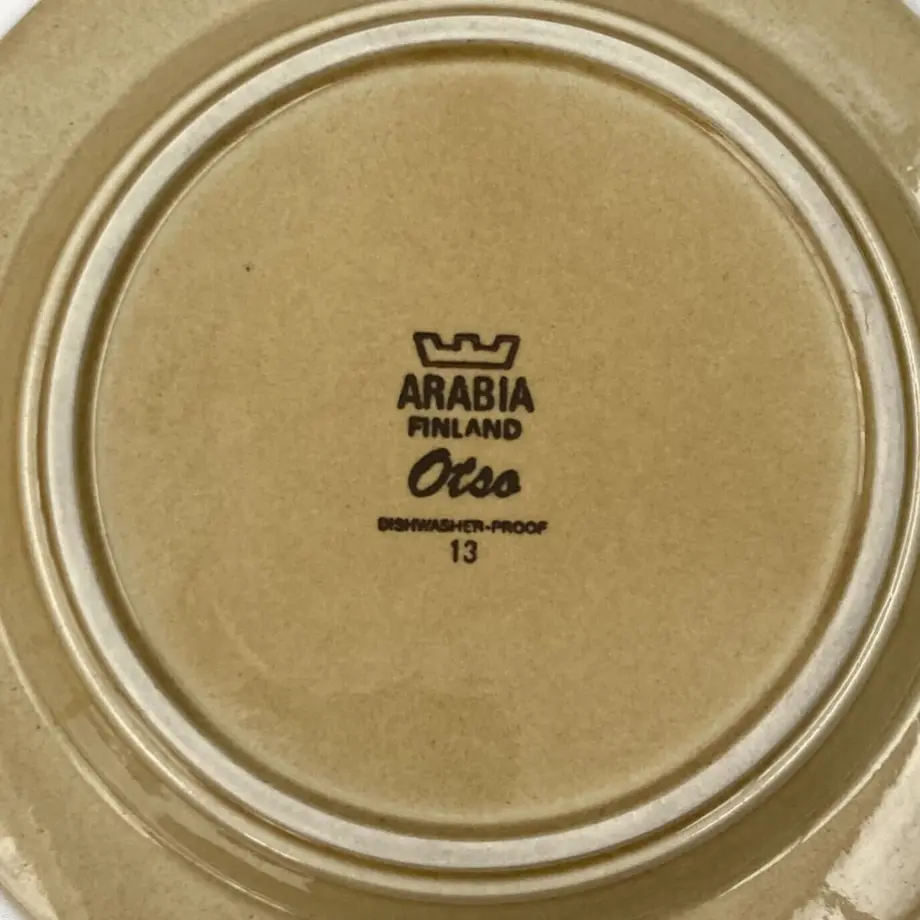 ARABIA
FINLAND
Otso
DISHWASHER-PROOF
13